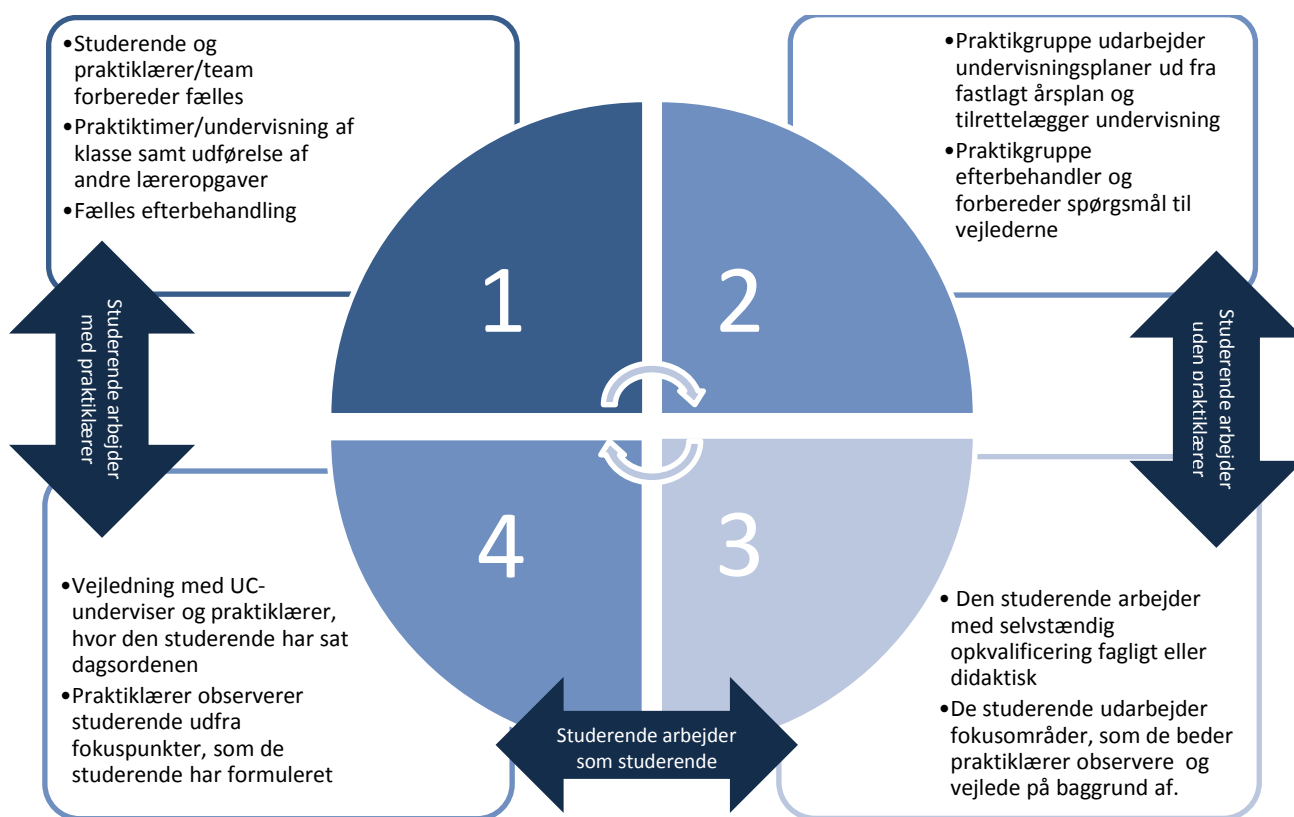 •Studerende og
praktiklærer/team
forbereder fælles
•Praktiktimer/undervisning af
klasse samt udførelse af
andre læreropgaver
•Fælles efterbehandling
•Praktikgruppe udarbejder
undervisningsplaner ud fra
fastlagt årsplan og
tilrettelægger undervisning
•Praktikgruppe
efterbehandler og
forbereder spørgsmål til
vejlederne
1
2
Studerende arbejder
med praktiklærer
Studerende arbejder
uden praktiklærer
4
3
•Vejledning med UC-
underviser og praktiklærer,
hvor den studerende har sat
dagsordenen
•Praktiklærer observerer
studerende udfra
fokuspunkter, som de
studerende har formuleret
• Den studerende arbejder
med selvstændig
opkvalificering fagligt eller
didaktisk
•De studerende udarbejder
fokusområder, som de beder
praktiklærer observere og
vejlede på baggrund af.
Studerende arbejder
som studerende